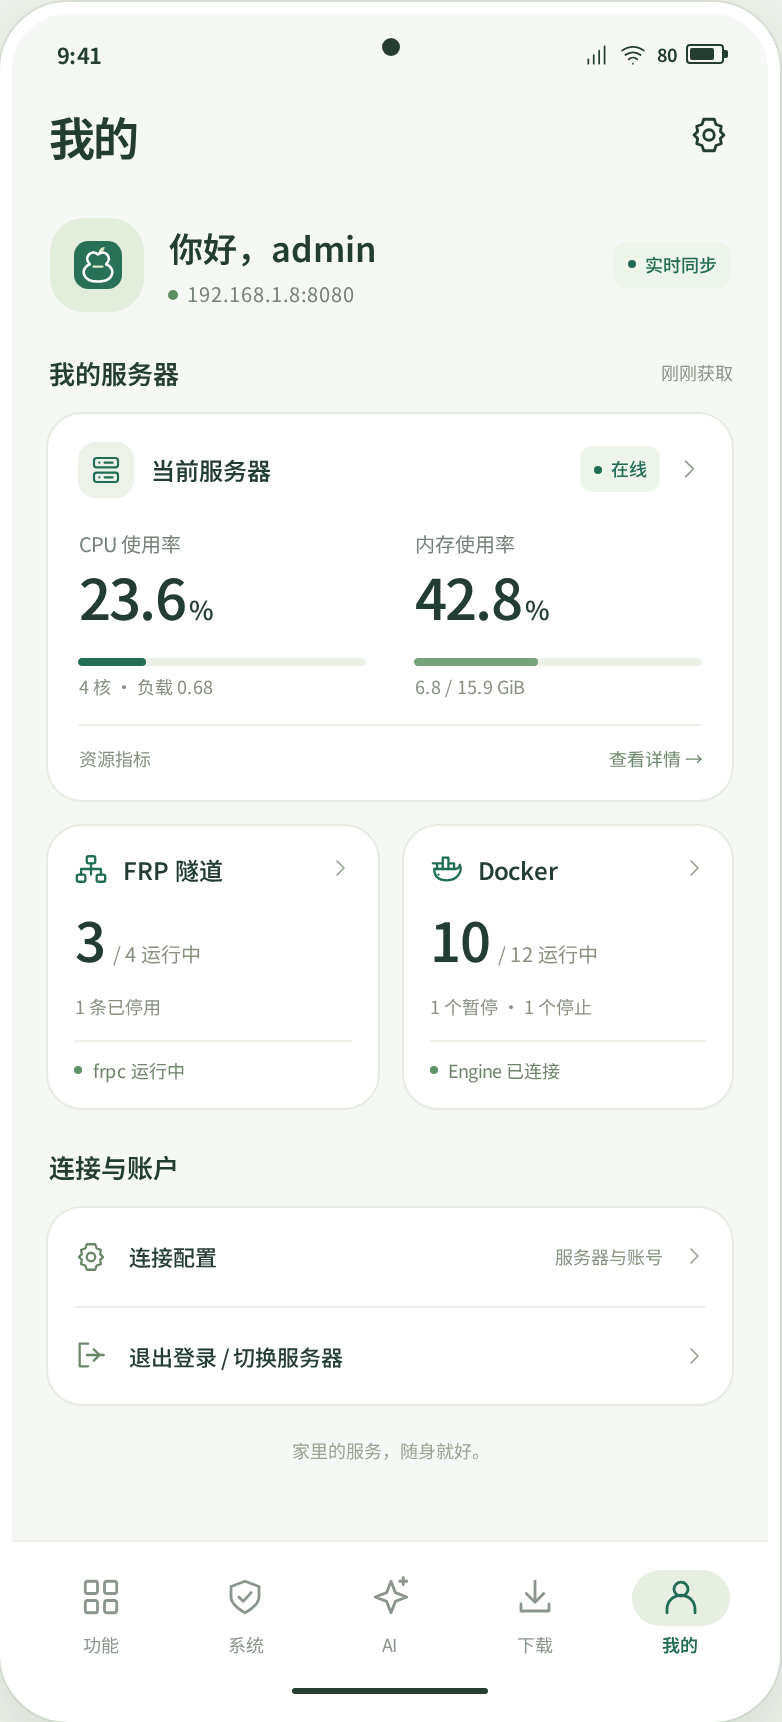 9:41
80
我的
你好，admin
192.168.1.8:8080
实时同步
我的服务器
刚刚获取
当前服务器
在线
CPU 使用率
内存使用率
23.6%
42.8%
4 核 · 负载 0.68
6.8 / 15.9 GiB
资源指标
查看详情 →
FRP 隧道
Docker
3 / 4 运行中
10 / 12 运行中
1 条已停用
1 个暂停 · 1 个停止
frpc 运行中
Engine 已连接
连接与账户
连接配置
服务器与账号
退出登录 / 切换服务器
家里的服务，随身就好。
功能
系统
AI
下载
我的